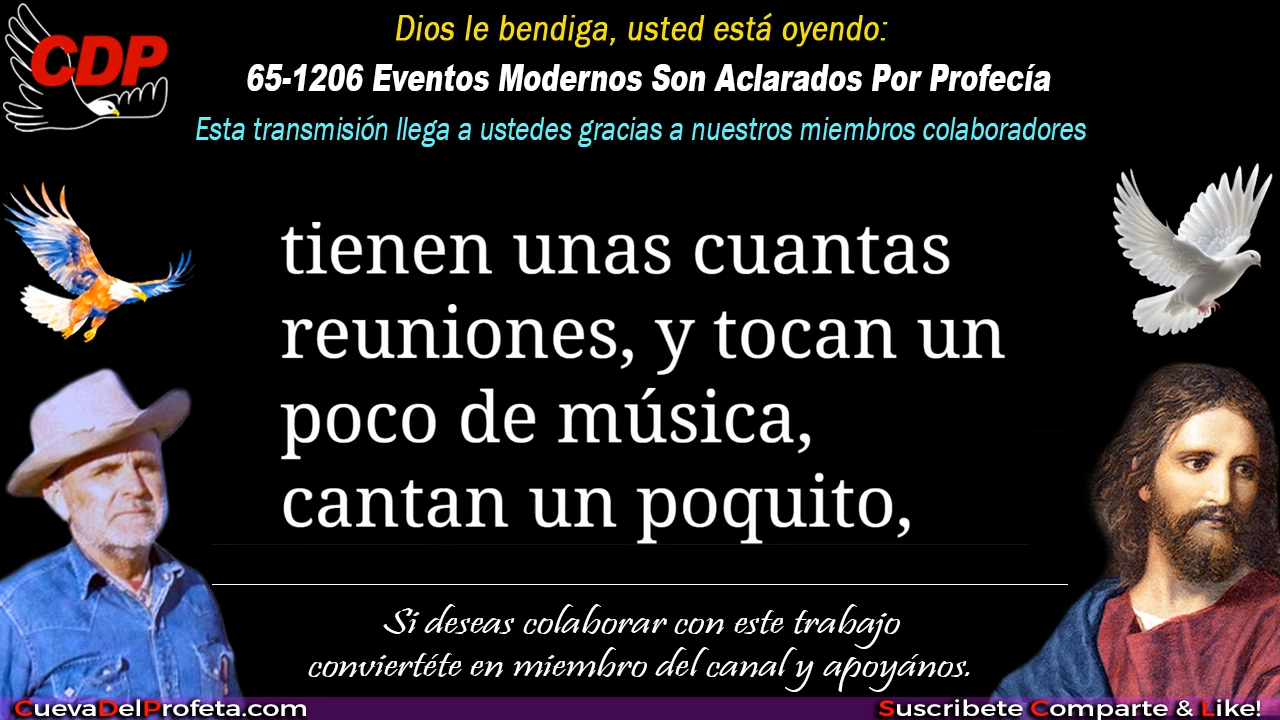 CDP
Dios le bendiga, usted está oyendo:
65-1206 Eventos Modernos Son Aclarados Por Profecía
Esta transmisión llega a ustedes gracias a nuestros miembros colaboradores
tienen unas cuantas
reuniones, y tocan un
poco de música,
cantan un poquito,
Si deseas colaborar con este trabajo
conviertéte en miembro del canal y apoyános.
CuevaDelProfeta.com
Suscribete Comparte & Like!